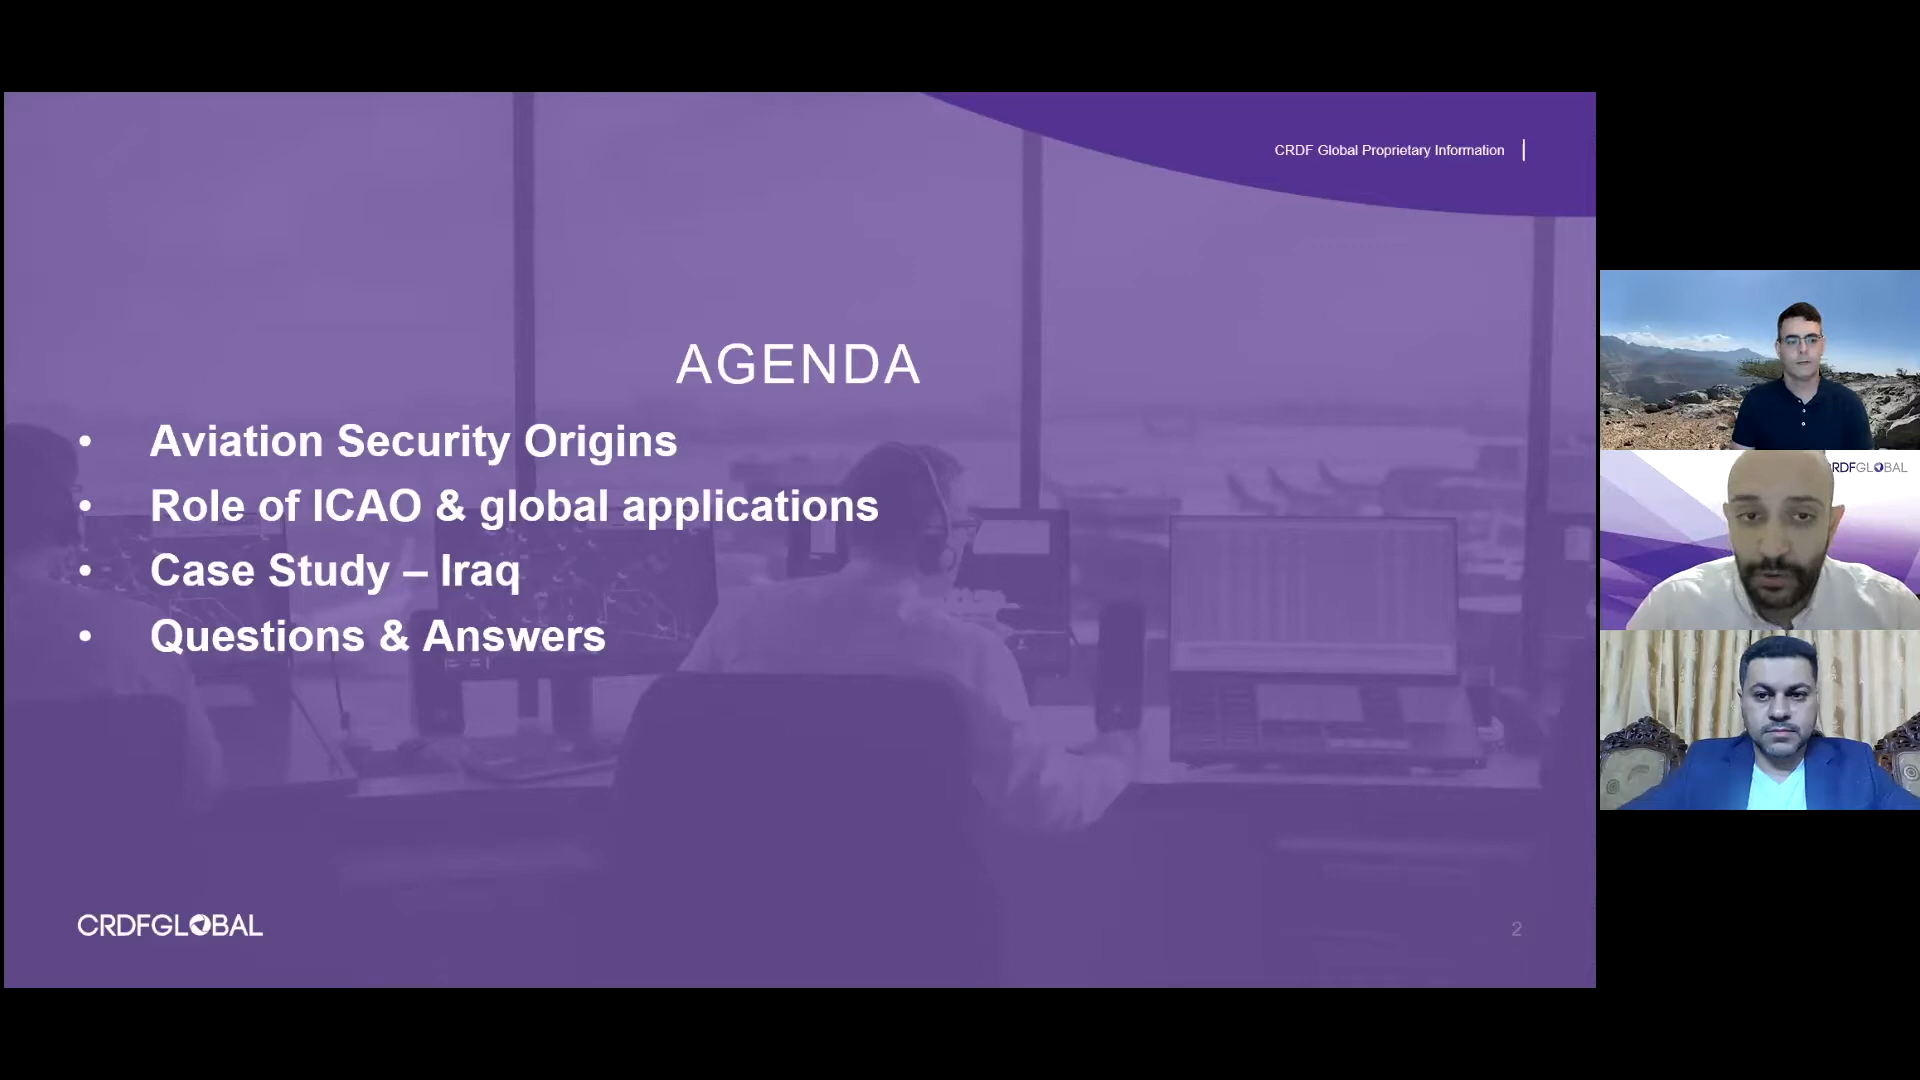 CRDF Global Proprietary Information
AGENDA
• Aviation Security Origins
• Role of ICAO & global applications
• Case Study – Iraq
• Questions & Answers
CRDFGLOBAL
2
RDFGLOBAL